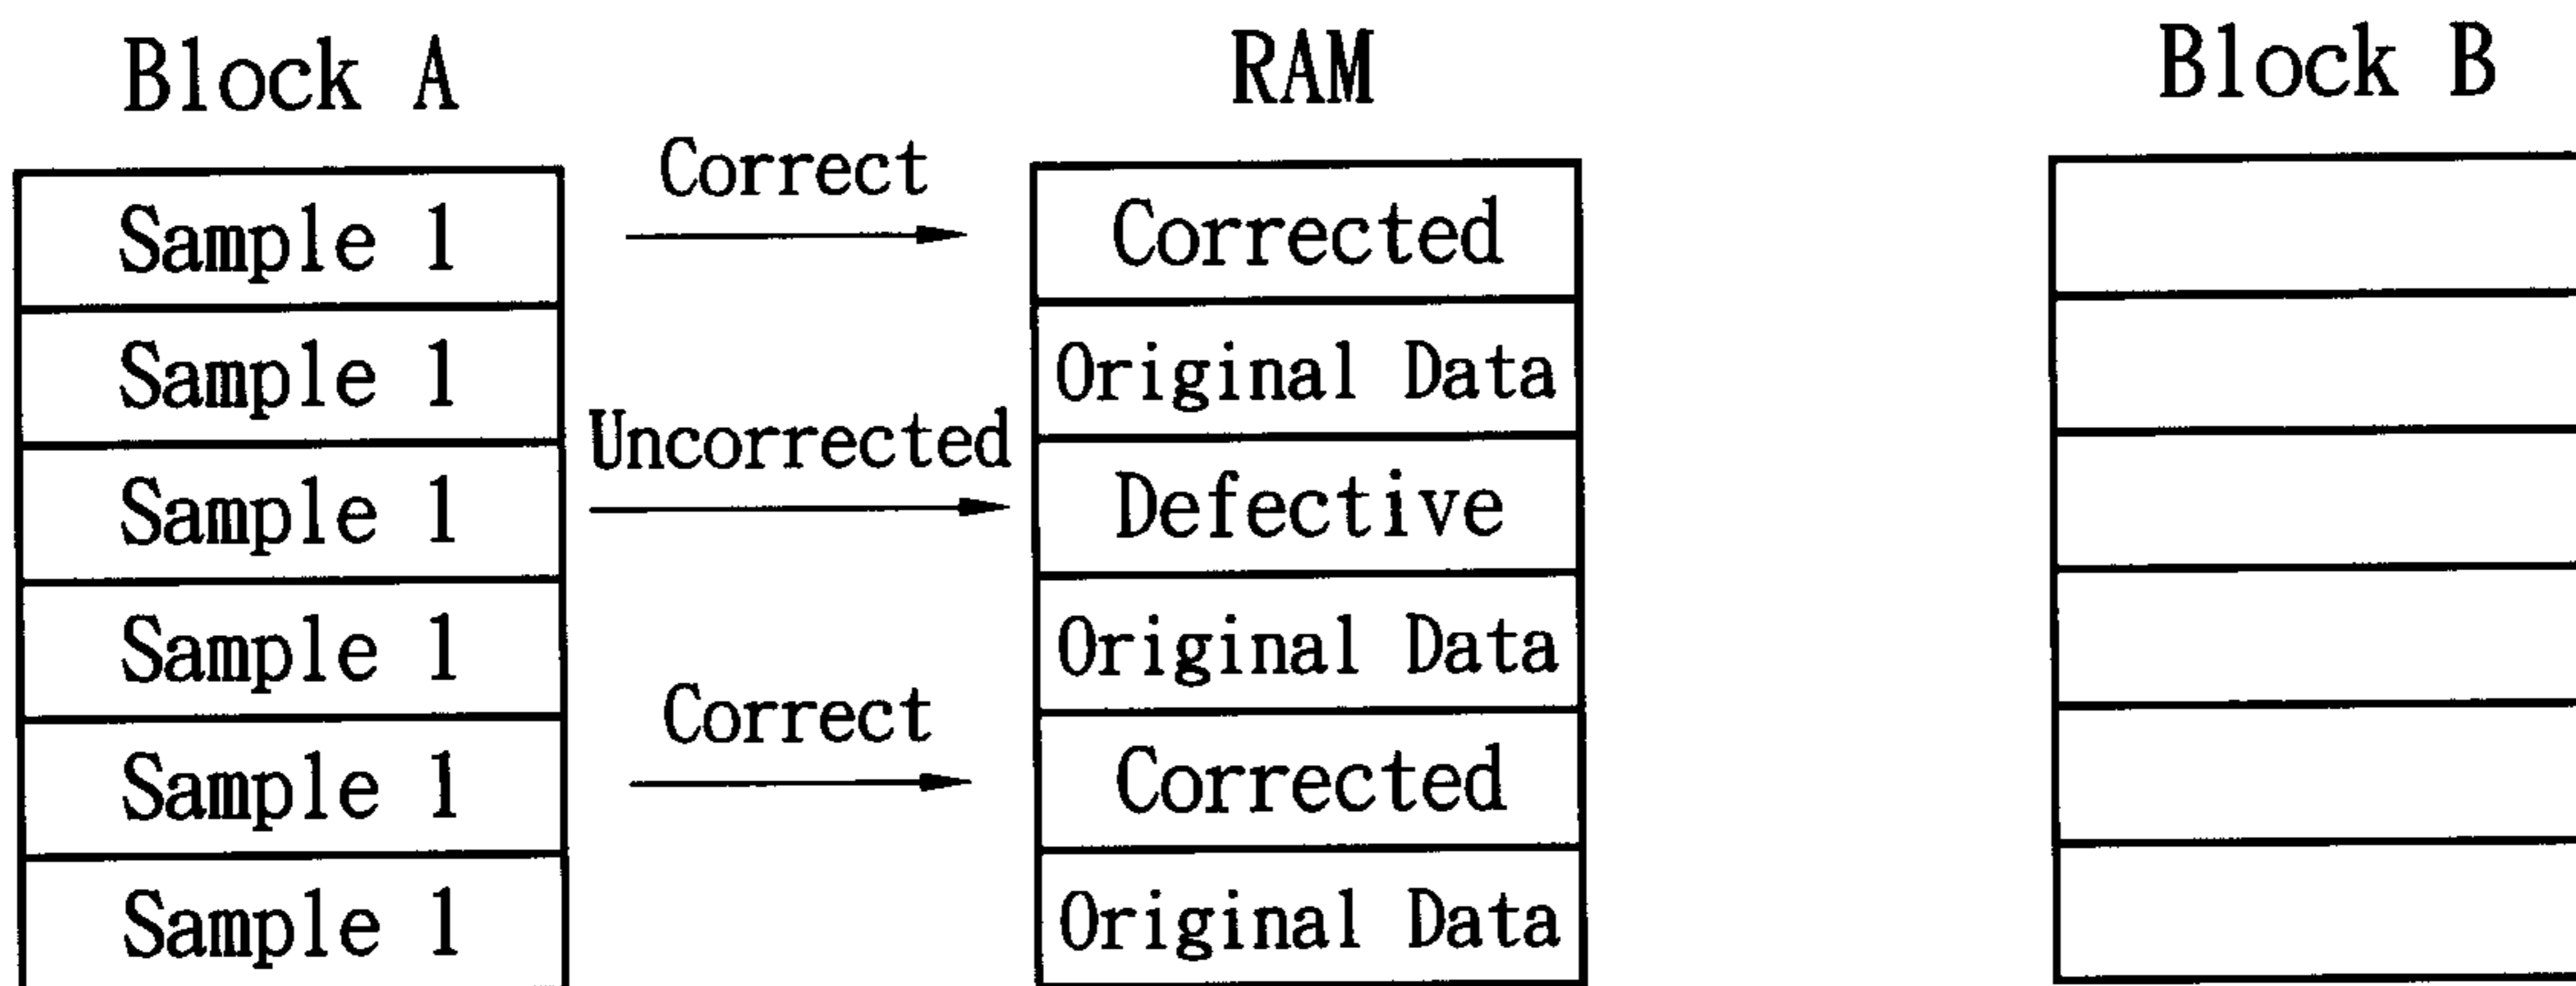 Block A
RAM
Block B
Correct
Sample 1
Corrected
Sample 1
Original Data
Uncorrected
Sample 1
Defective
Sample 1
Original Data
Correct
Sample 1
Corrected
Sample 1
Original Data